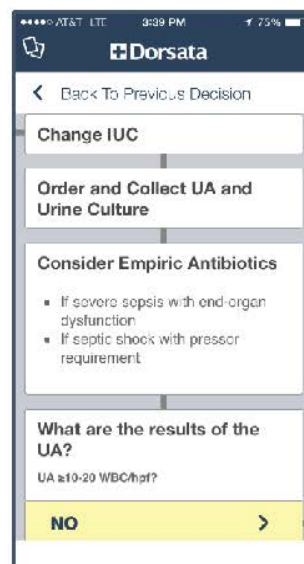 AT&T LTE 3:39 PM 75%
Dorsata
Back To Previous Decision
Change IUC
Order and Collect UA and
Urine Culture
Consider Empiric Antibiotics
If severe sepsis with end-organ
dysfunction
If septic shock with pressor
requirement
What are the results of the
UA?
UA ≥10-20 WBC/hpf?
NO